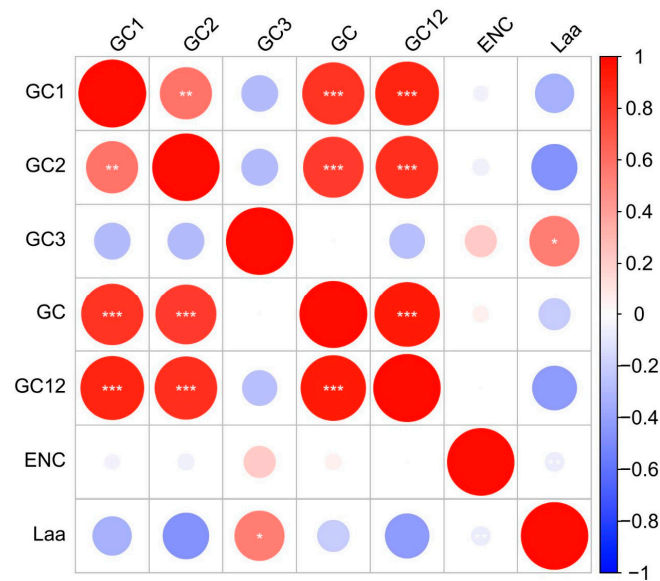 GC1 GC2 GC3 GC GC12 ENC Laa
1
GC1 ** *** ***
0.8
GC2 ** *** ***
0.6
0.4
GC3 *
0.2
GC *** *** ***
0
-0.2
GC12 *** *** ***
-0.4
ENC **
-0.6
-0.8
Laa * **
-1